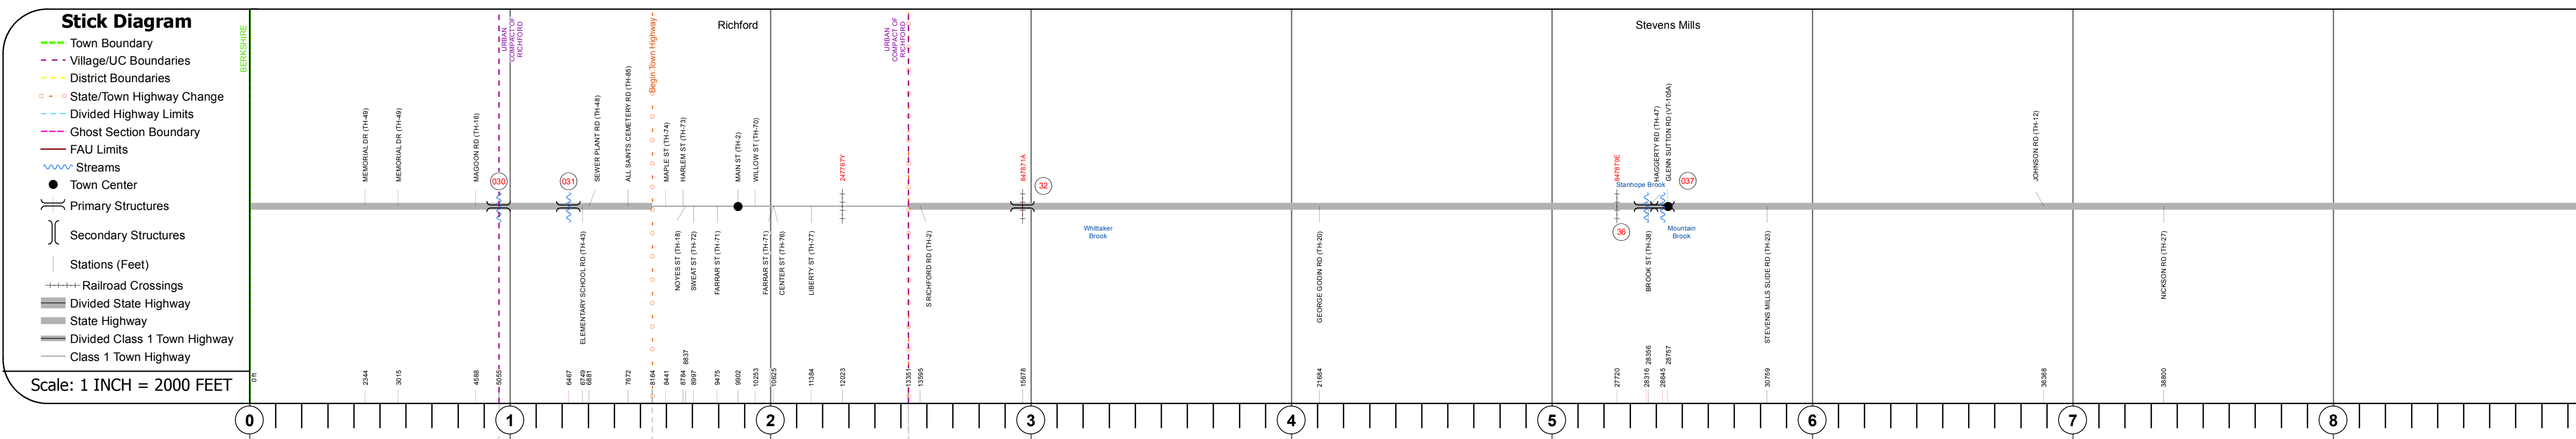 Stick Diagram
Town Boundary
Village/UC Boundaries
District Boundaries
State/Town Highway Change
Divided Highway Limits
Ghost Section Boundary
FAU Limits
Streams
Town Center
Primary Structures
Secondary Structures
Stations (Feet)
Railroad Crossings
Divided State Highway
State Highway
Divided Class 1 Town Highway
Class 1 Town Highway
Scale: 1 INCH = 2000 FEET
BERKSHIRE
URBAN
COMPACT OF
RICHFORD
Begin Town Highway
Richford
URBAN
COMPACT OF
RICHFORD
Stevens Mills
MEMORIAL DR (TH-49)
MEMORIAL DR (TH-49)
MAGOON RD (TH-16)
030
031
SEWER PLANT RD (TH-48)
ALL SAINTS CEMETERY RD (TH-85)
MAPLE ST (TH-74)
HARLEM ST (TH-73)
MAIN ST (TH-2)
WILLOW ST (TH-70)
247767Y
847871A
32
847879E
Stanhope Brook
HAGGERTY RD (TH-47)
GLENN SUTTON RD (VT-105A)
037
JOHNSON RD (TH-12)
ELEMENTARY SCHOOL RD (TH-43)
NOYES ST (TH-18)
SWEAT ST (TH-72)
FARRAR ST (TH-71)
FARRAR ST (TH-71)
CENTER ST (TH-76)
LIBERTY ST (TH-77)
S RICHFORD RD (TH-2)
Whittaker
Brook
GEORGE GODIN RD (TH-20)
36
BROOK ST (TH-38)
Mountain
Brook
STEVENS MILLS SLIDE RD (TH-23)
NICKSON RD (TH-27)
0 ft
2344
3015
4588
5055
6467
6749
6881
7672
8164
8441
8784
8837
8997
9475
9902
10253
10625
11384
12023
13351
13595
15678
21684
27720
28316
28356
28645
28757
30759
36368
38800
0
1
2
3
4
5
6
7
8